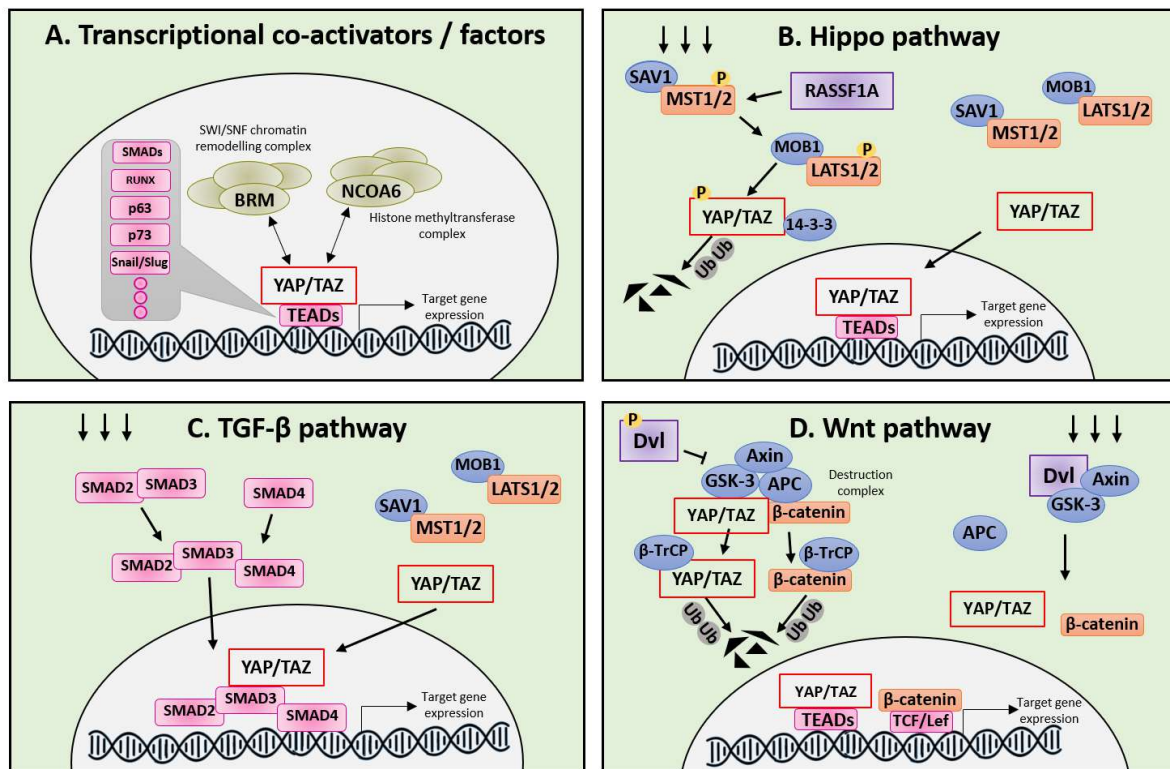 A. Transcriptional co-activators / factors
SWI/SNF chromatin
remodelling complex
SMADs
RUNX
p63
p73
Snail/Slug
BRM
NCOA6
Histone methyltransferase
complex
YAP/TAZ
TEADs
Target gene
expression
B. Hippo pathway
SAV1
P
MST1/2
RASSF1A
MOB1
P
LATS1/2
P
YAP/TAZ
14-3-3
Ub Ub
SAV1
MST1/2
MOB1
LATS1/2
YAP/TAZ
YAP/TAZ
TEADs
Target gene
expression
C. TGF-β pathway
SMAD2
SMAD3
SMAD4
SMAD2
SMAD3
SMAD4
MOB1
LATS1/2
SAV1
MST1/2
YAP/TAZ
YAP/TAZ
SMAD2
SMAD3
SMAD4
Target gene
expression
D. Wnt pathway
P
Dvl
Axin
GSK-3
APC
Destruction
complex
YAP/TAZ
β-catenin
β-TrCP
YAP/TAZ
β-TrCP
β-catenin
Ub Ub
Ub Ub
Dvl
Axin
GSK-3
APC
YAP/TAZ
β-catenin
YAP/TAZ
TEADs
β-catenin
TCF/Lef
Target gene
expression